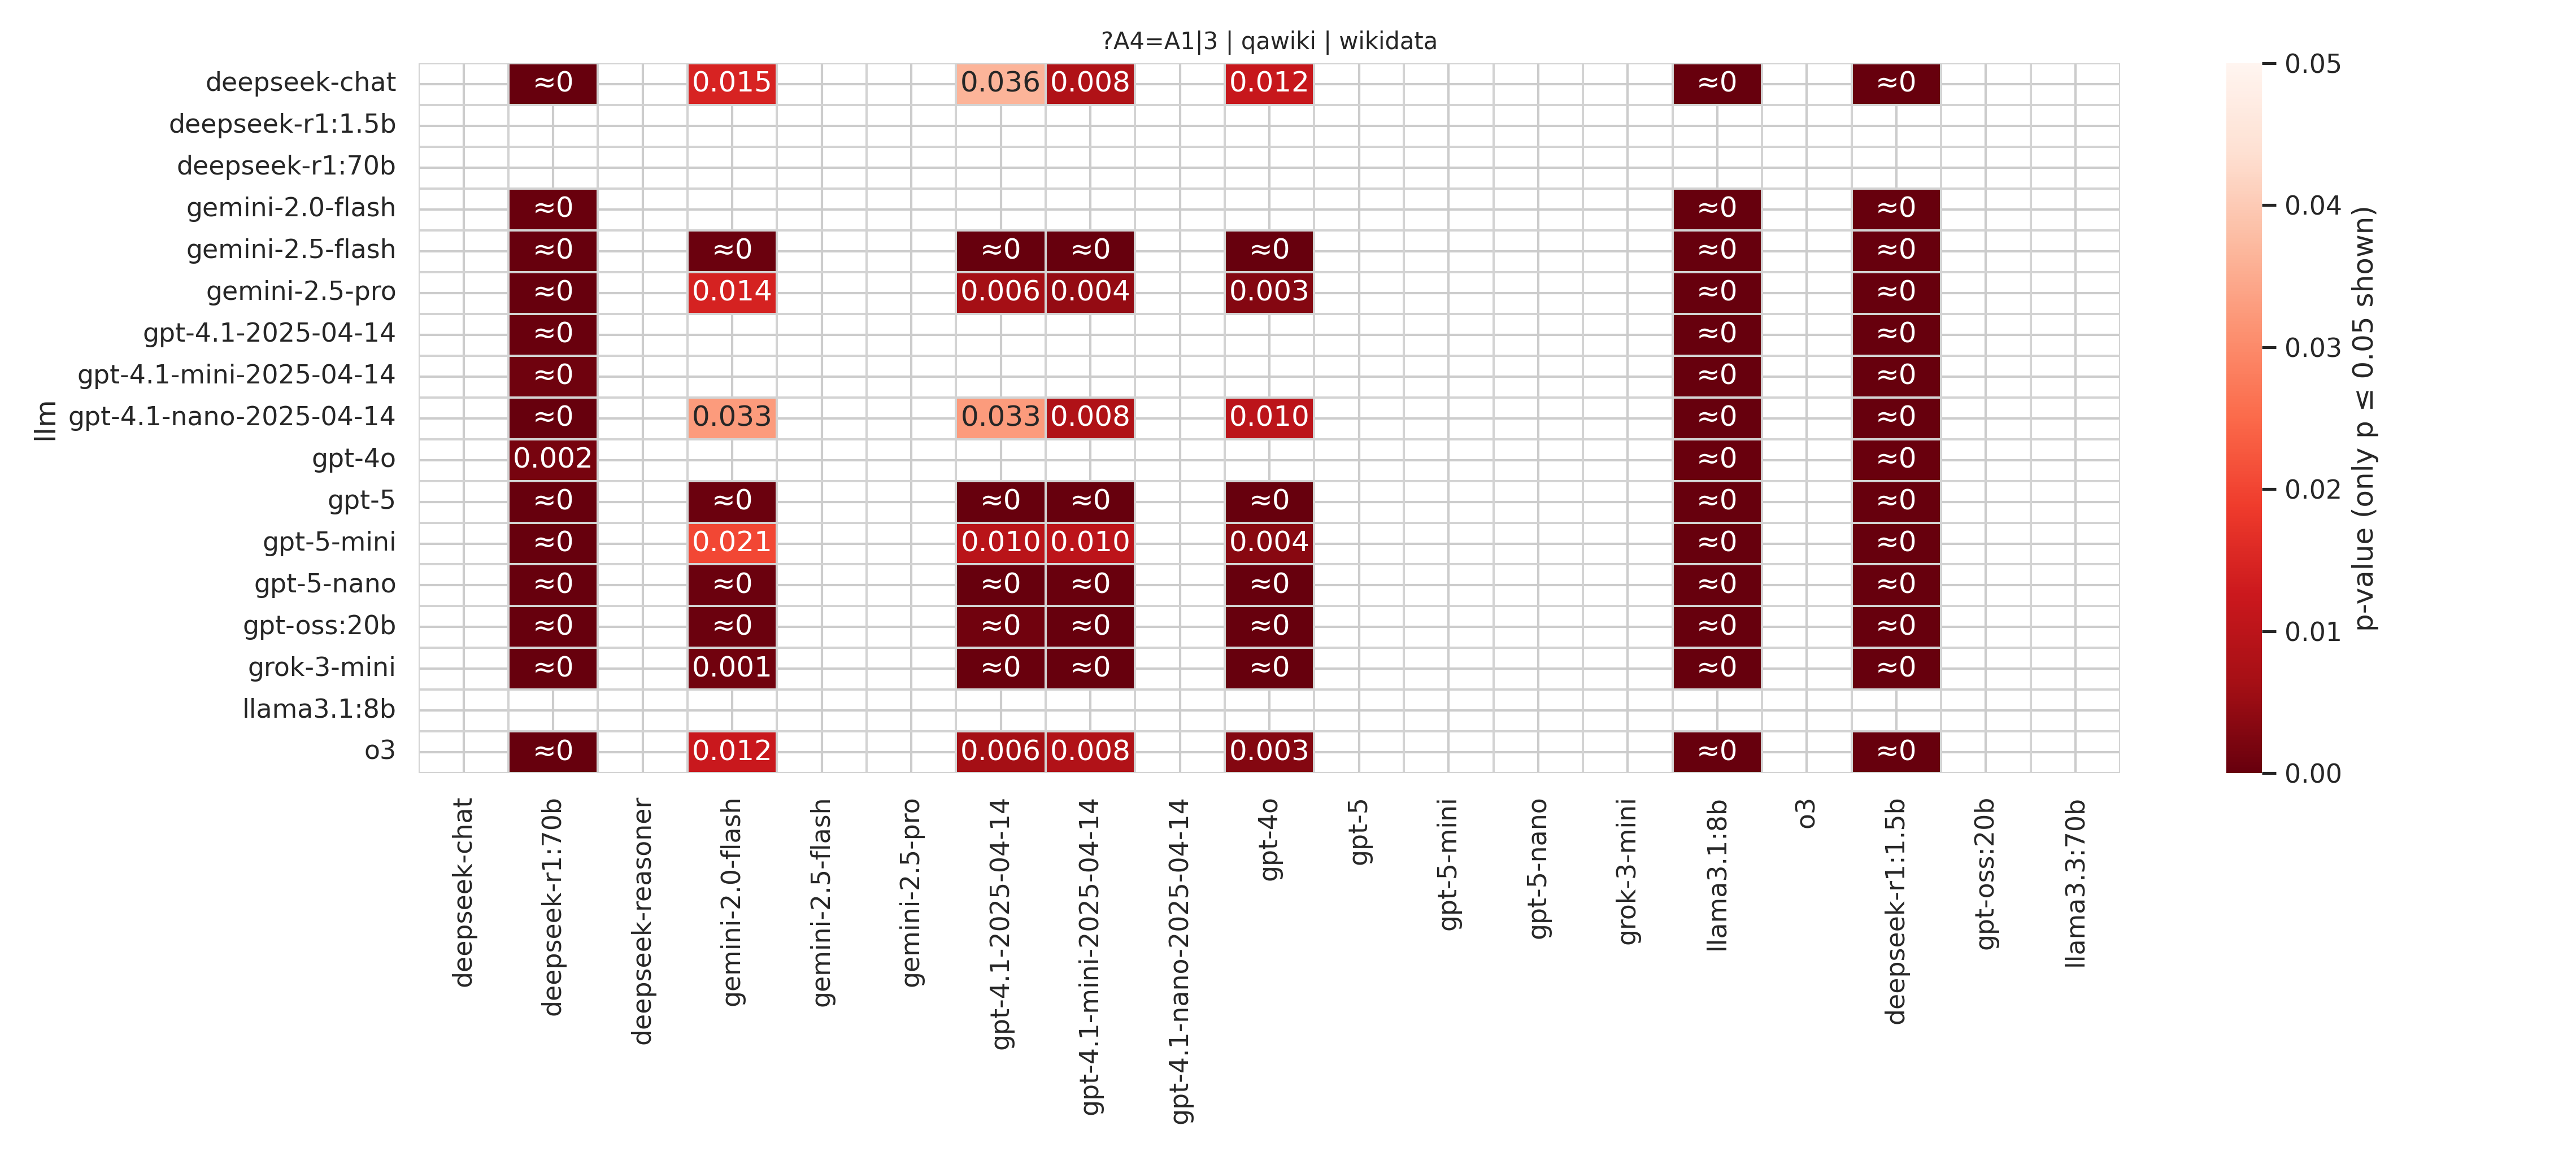 ?A4=A1|3 | qawiki | wikidata
deepseek-chat ≈0 0.015 0.036 0.008 0.012 ≈0 ≈0
deepseek-r1:1.5b
deepseek-r1:70b
gemini-2.0-flash ≈0 ≈0 ≈0
gemini-2.5-flash ≈0 ≈0 ≈0 ≈0 ≈0 ≈0 ≈0
gemini-2.5-pro ≈0 0.014 0.006 0.004 0.003 ≈0 ≈0
gpt-4.1-2025-04-14 ≈0 ≈0 ≈0
gpt-4.1-mini-2025-04-14 ≈0 ≈0 ≈0
gpt-4.1-nano-2025-04-14 ≈0 0.033 0.033 0.008 0.010 ≈0 ≈0
gpt-4o 0.002 ≈0 ≈0
gpt-5 ≈0 ≈0 ≈0 ≈0 ≈0 ≈0 ≈0
gpt-5-mini ≈0 0.021 0.010 0.010 0.004 ≈0 ≈0
gpt-5-nano ≈0 ≈0 ≈0 ≈0 ≈0 ≈0 ≈0
gpt-oss:20b ≈0 ≈0 ≈0 ≈0 ≈0 ≈0 ≈0
grok-3-mini ≈0 0.001 ≈0 ≈0 ≈0 ≈0 ≈0
llama3.1:8b
o3 ≈0 0.012 0.006 0.008 0.003 ≈0 ≈0
llm
deepseek-chat
deepseek-r1:70b
deepseek-reasoner
gemini-2.0-flash
gemini-2.5-flash
gemini-2.5-pro
gpt-4.1-2025-04-14
gpt-4.1-mini-2025-04-14
gpt-4.1-nano-2025-04-14
gpt-4o
gpt-5
gpt-5-mini
gpt-5-nano
grok-3-mini
llama3.1:8b
o3
deepseek-r1:1.5b
gpt-oss:20b
llama3.3:70b
0.05
0.04
0.03
0.02
0.01
0.00
p-value (only p ≤ 0.05 shown)